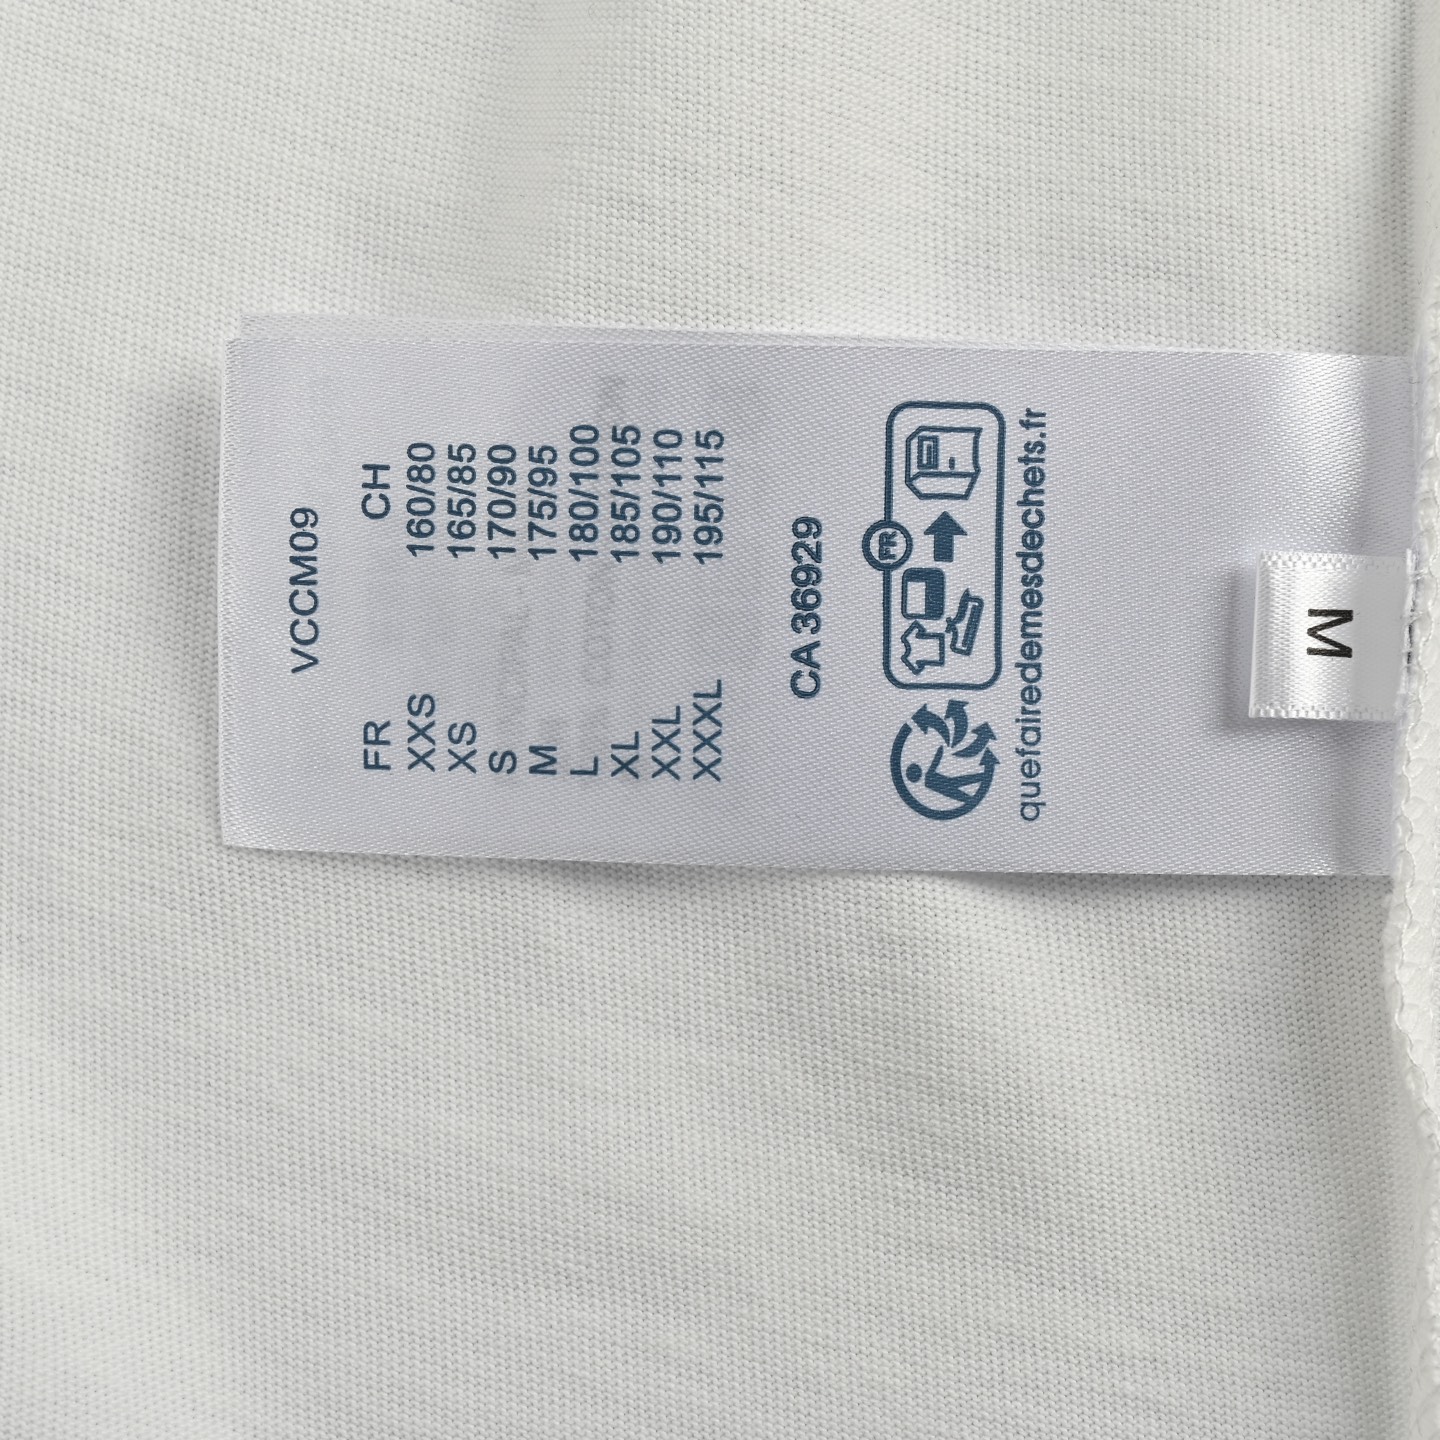 VCCM09
FR CH
XXS 160/80
XS 165/85
S 170/90
M 175/95
L 180/100
XL 185/105
XXL 190/110
XXXL 195/115
CA 36929
FR
quefairedemesdechets.fr
M